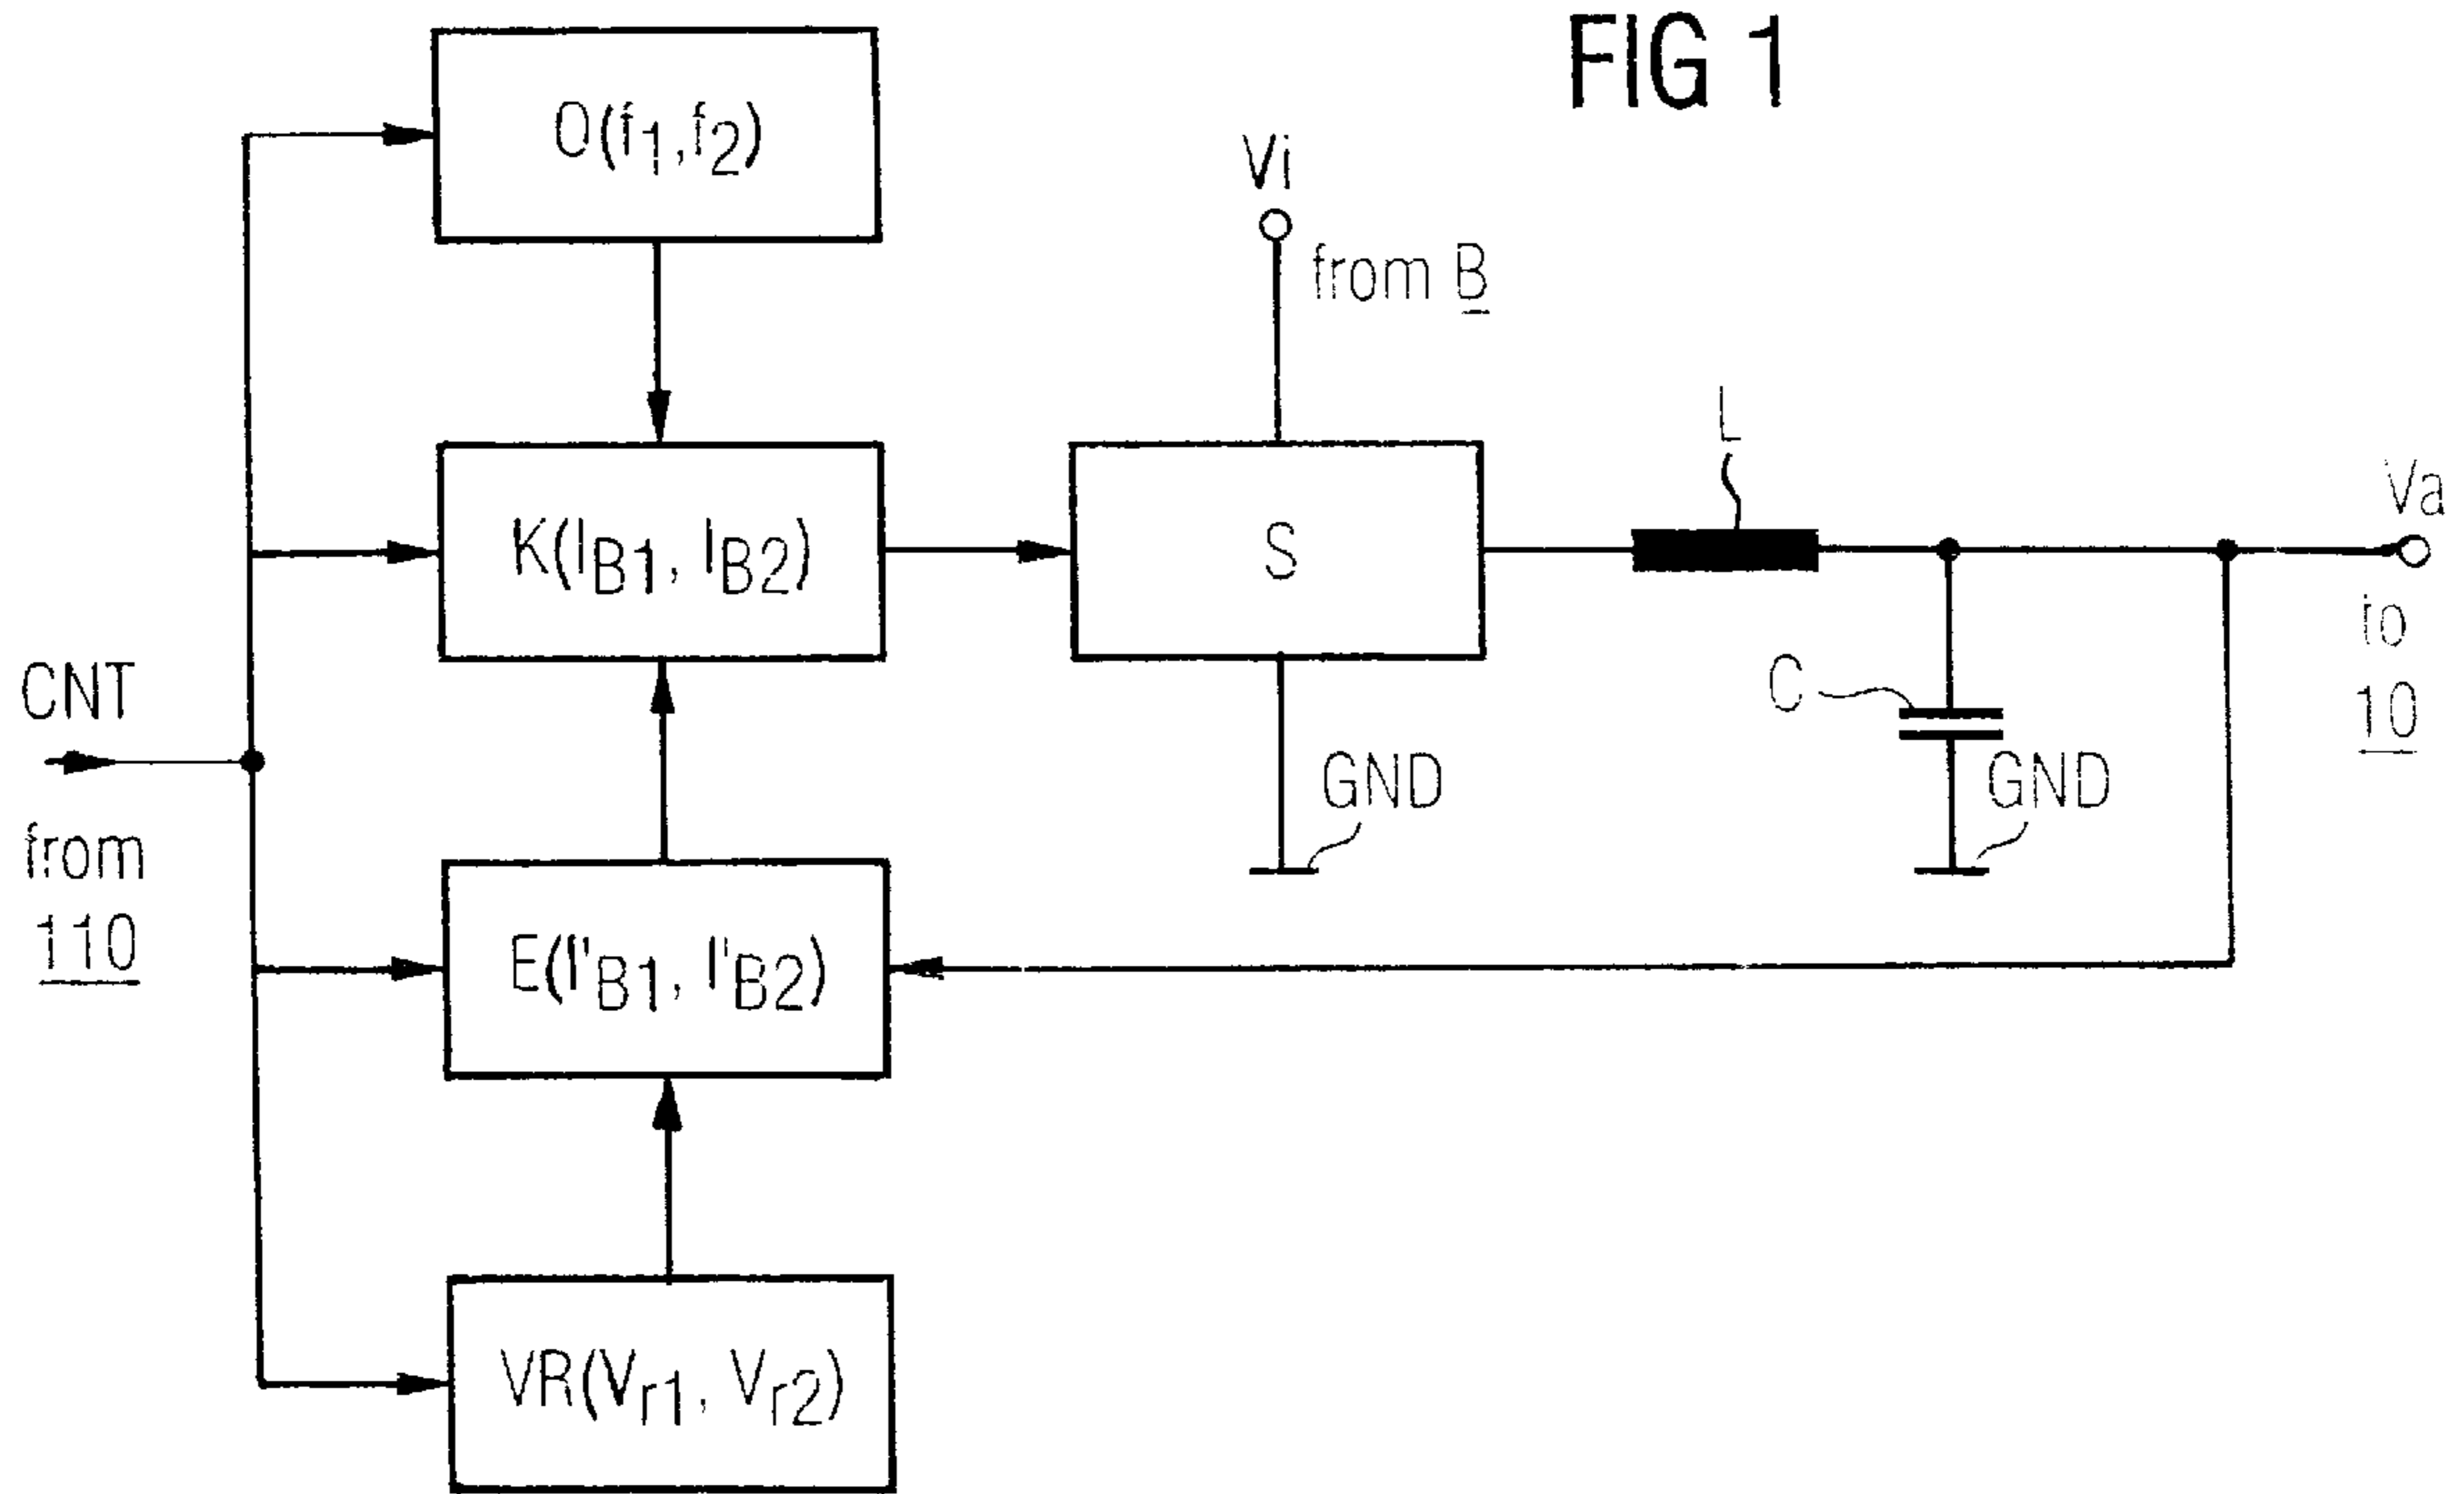 FIG 1
O(f1,f2)
Vi
from B
L
Va
K(IB1, IB2)
S
to
10
C
CNT
GND
GND
from
110
E(I'B1, I'B2)
VR(Vr1, Vr2)